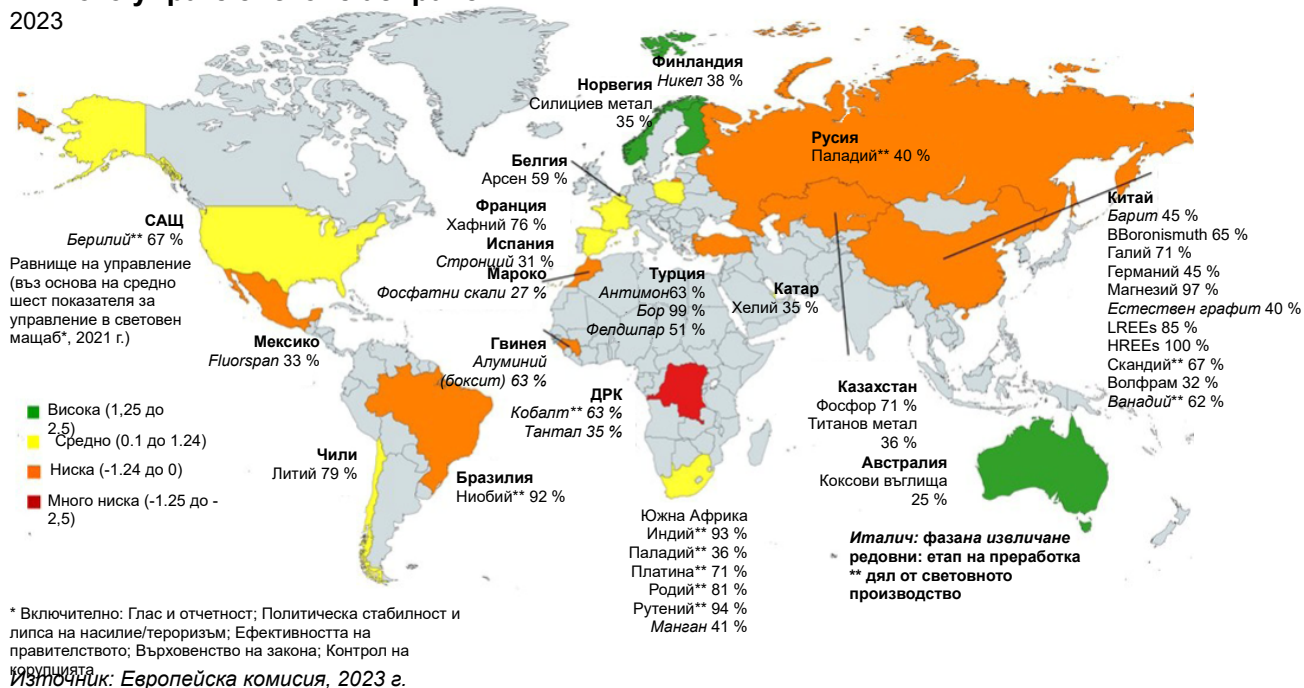 2023
Финландия
Никел 38 %
Норвегия
Силициев метал
35 %
Русия
Паладий** 40 %
Белгия
Арсен 59 %
Франция
Хафний 76 %
Испания
Стронций 31 %
Мароко
Фосфатни скали 27 %
САЩ
Берилий** 67 %
Равнище на управление
(въз основа на средно
шест показателя за
управление в световен
мащаб*, 2021 г.)
Мексико
Fluorspan 33 %
Турция
Антимон63 %
Бор 99 %
Фелдшпар 51 %
Катар
Хелий 35 %
Китай
Барит 45 %
BBoronismuth 65 %
Галий 71 %
Германий 45 %
Магнезий 97 %
Естествен графит 40 %
LREEs 85 %
HREEs 100 %
Скандий** 67 %
Волфрам 32 %
Ванадий** 62 %
Гвинея
Алуминий
(боксит) 63 %
ДРК
Кобалт** 63 %
Тантал 35 %
Казахстан
Фосфор 71 %
Титанов метал
36 %
Австралия
Коксови въглища
25 %
Висока (1,25 до
2,5)
Средно (0.1 до 1.24)
Ниска (-1.24 до 0)
Много ниска (-1.25 до -
2,5)
Чили
Литий 79 %
Бразилия
Ниобий** 92 %
Южна Африка
Индий** 93 %
Паладий** 36 %
Платина** 71 %
Родий** 81 %
Рутений** 94 %
Манган 41 %
Италич: фазана извличане
редовни: етап на преработка
** дял от световното
производство
* Включително: Глас и отчетност; Политическа стабилност и
липса на насилие/тероризъм; Ефективността на
правителството; Върховенство на закона; Контрол на
корупцията
Източник: Европейска комисия, 2023 г.